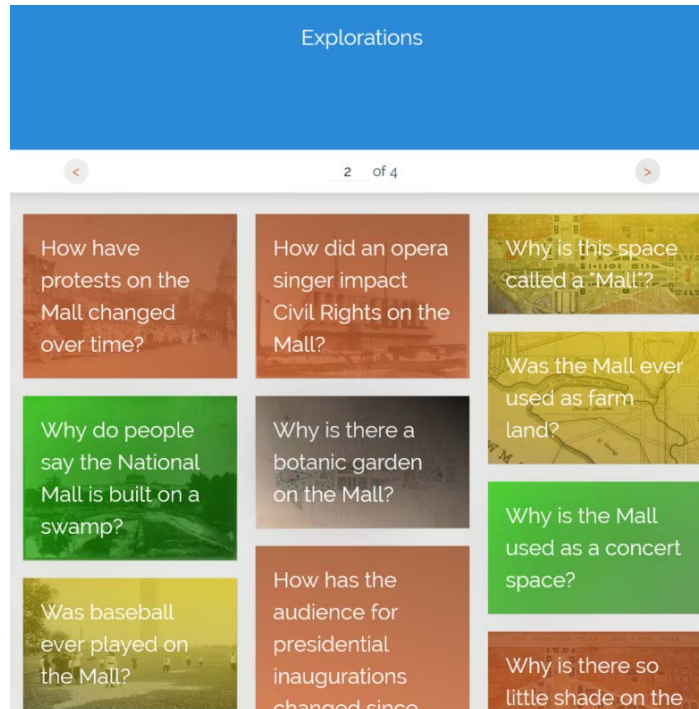 Explorations
<
2 of 4
>
How have
protests on the
Mall changed
over time?
How did an opera
singer impact
Civil Rights on the
Mall?
Why is this space
called a "Mall"?
Why do people
say the National
Mall is built on a
swamp?
Why is there a
botanic garden
on the Mall?
Was the Mall ever
used as farm
land?
Was baseball
ever played on
the Mall?
How has the
audience for
presidential
inaugurations
changed since
Why is the Mall
used as a concert
space?
Why is there so
little shade on the